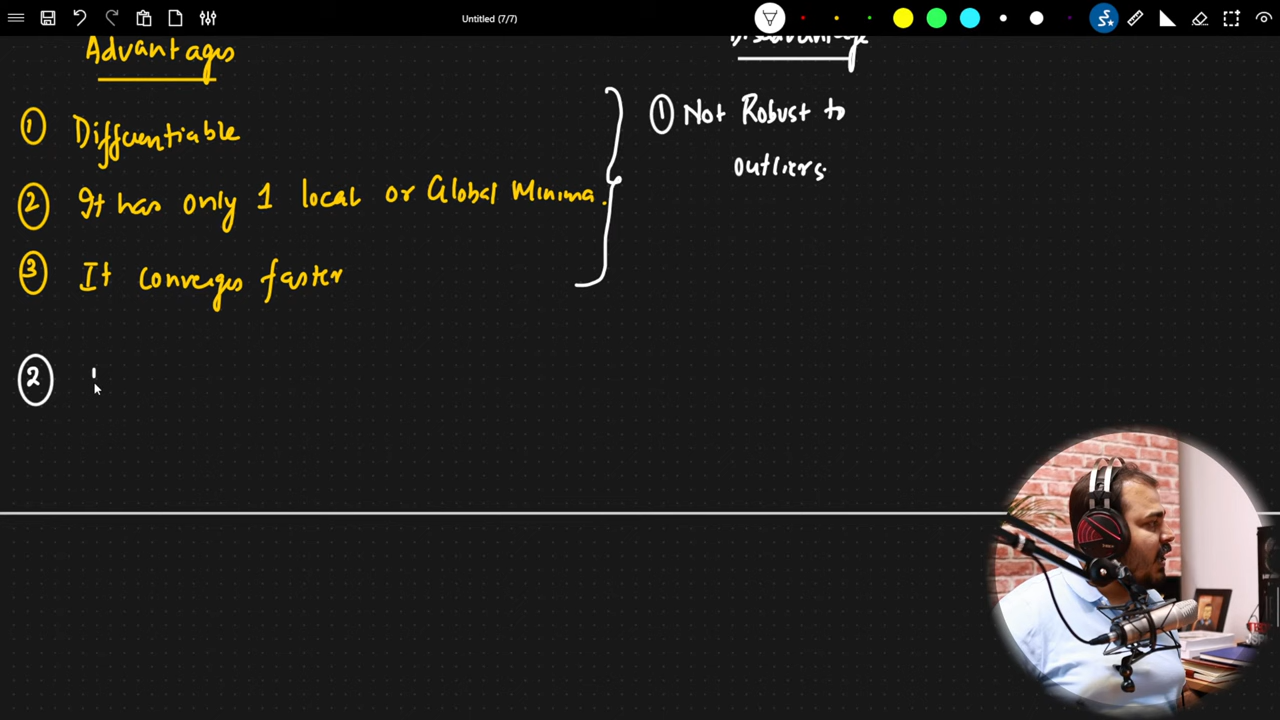 Untitled (7/7)
Advantages
Disadvantage
① Differentiable
② It has only 1 local or Global Minima.
③ It converges faster
① Not Robust to
outliers.
②